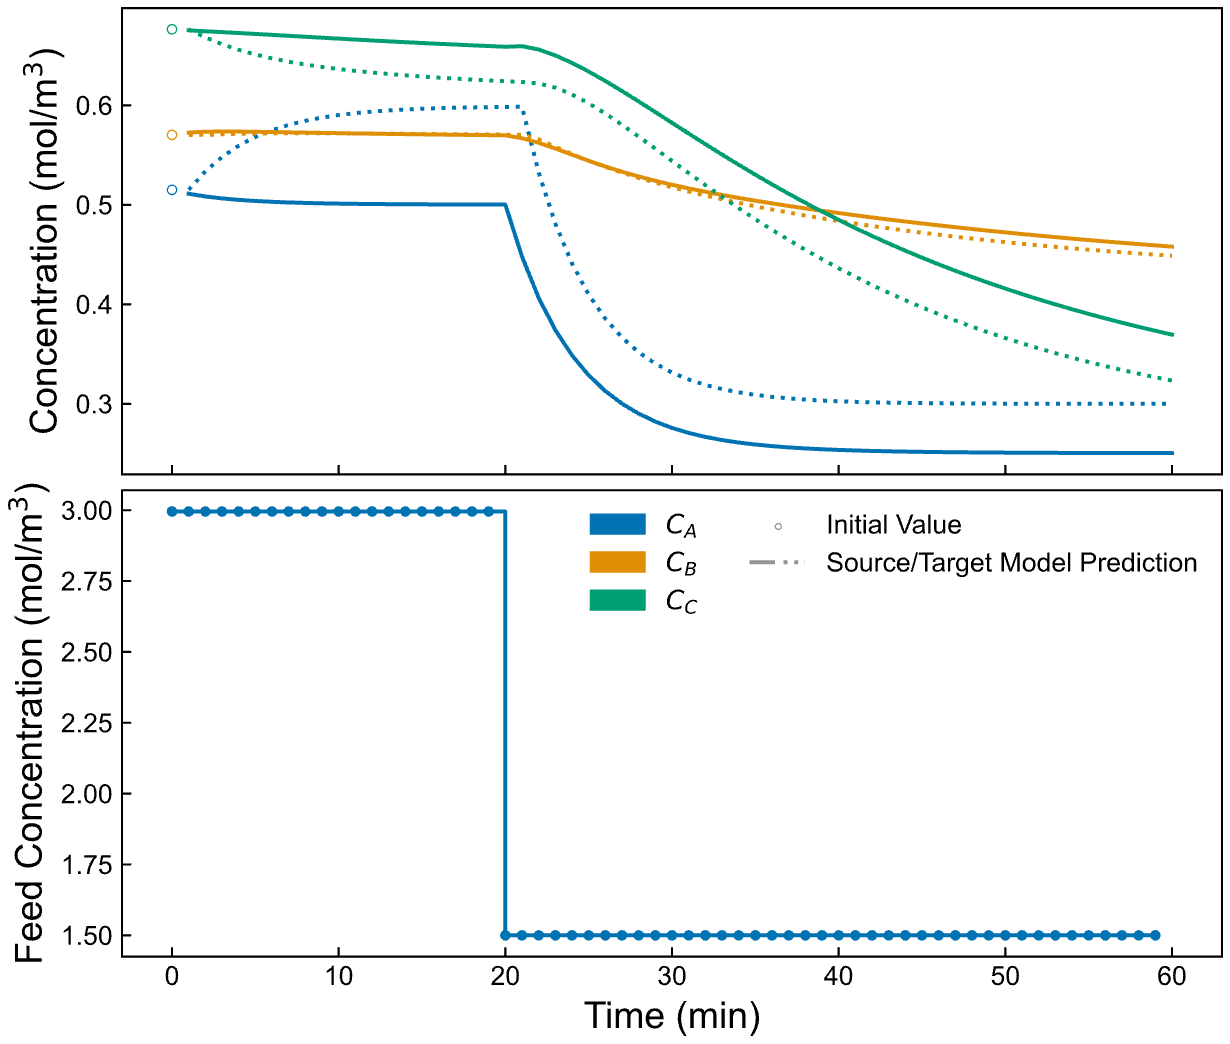 Concentration (mol/m³)
0.6
0.5
0.4
0.3
Feed Concentration (mol/m³)
3.00
2.75
2.50
2.25
2.00
1.75
1.50
C_A
C_B
C_C
Initial Value
Source/Target Model Prediction
0 10 20 30 40 50 60
Time (min)